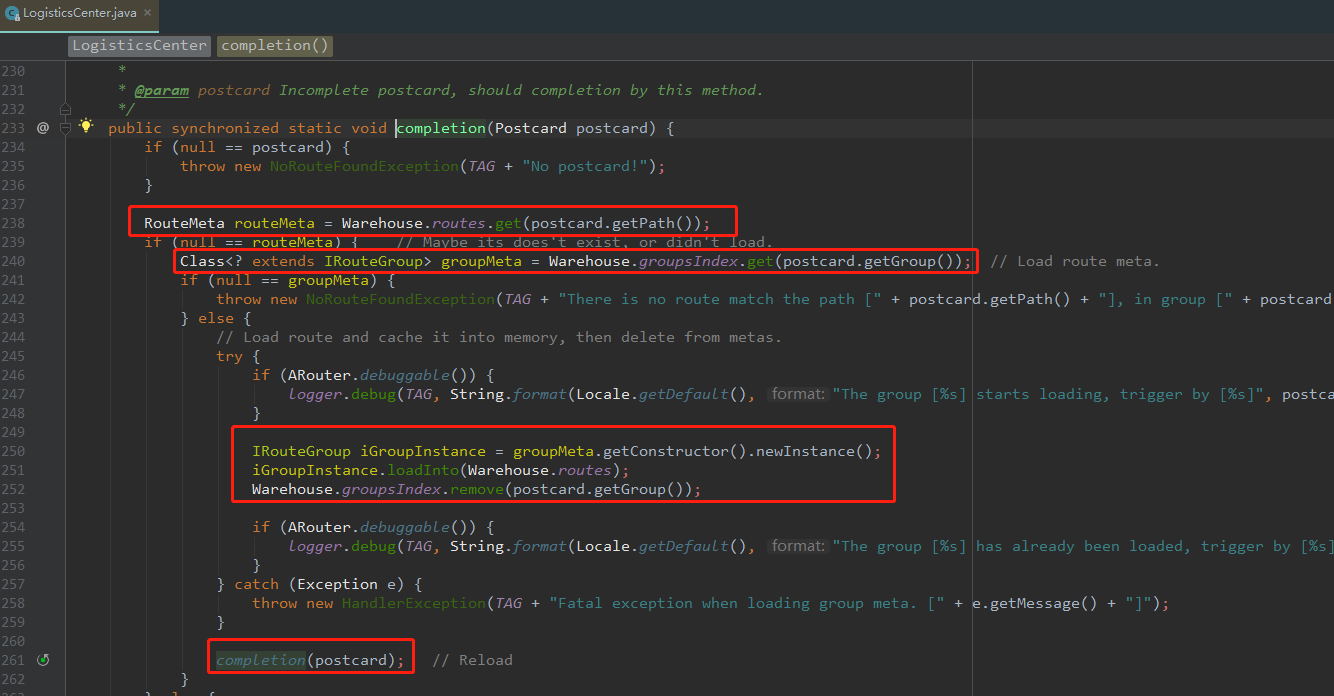 LogisticsCenter.java ×
LogisticsCenter completion()
230 *
231 * @param postcard Incomplete postcard, should completion by this method.
232 */
233 @ public synchronized static void completion(Postcard postcard) {
234 if (null == postcard) {
235 throw new NoRouteFoundException(TAG + "No postcard!");
236 }
237
238 RouteMeta routeMeta = Warehouse.routes.get(postcard.getPath());
239 if (null == routeMeta) { // Maybe its does't exist, or didn't load.
240 Class<? extends IRouteGroup> groupMeta = Warehouse.groupsIndex.get(postcard.getGroup()); // Load route meta.
241 if (null == groupMeta) {
242 throw new NoRouteFoundException(TAG + "There is no route match the path [" + postcard.getPath() + "], in group [" + postcard
243 } else {
244 // Load route and cache it into memory, then delete from metas.
245 try {
246 if (ARouter.debuggable()) {
247 logger.debug(TAG, String.format(Locale.getDefault(), format: "The group [%s] starts loading, trigger by [%s]", postca
248 }
249
250 IRouteGroup iGroupInstance = groupMeta.getConstructor().newInstance();
251 iGroupInstance.loadInto(Warehouse.routes);
252 Warehouse.groupsIndex.remove(postcard.getGroup());
253
254 if (ARouter.debuggable()) {
255 logger.debug(TAG, String.format(Locale.getDefault(), format: "The group [%s] has already been loaded, trigger by [%s]
256 }
257 } catch (Exception e) {
258 throw new HandlerException(TAG + "Fatal exception when loading group meta. [" + e.getMessage() + "]");
259 }
260
261 completion(postcard); // Reload
262 }